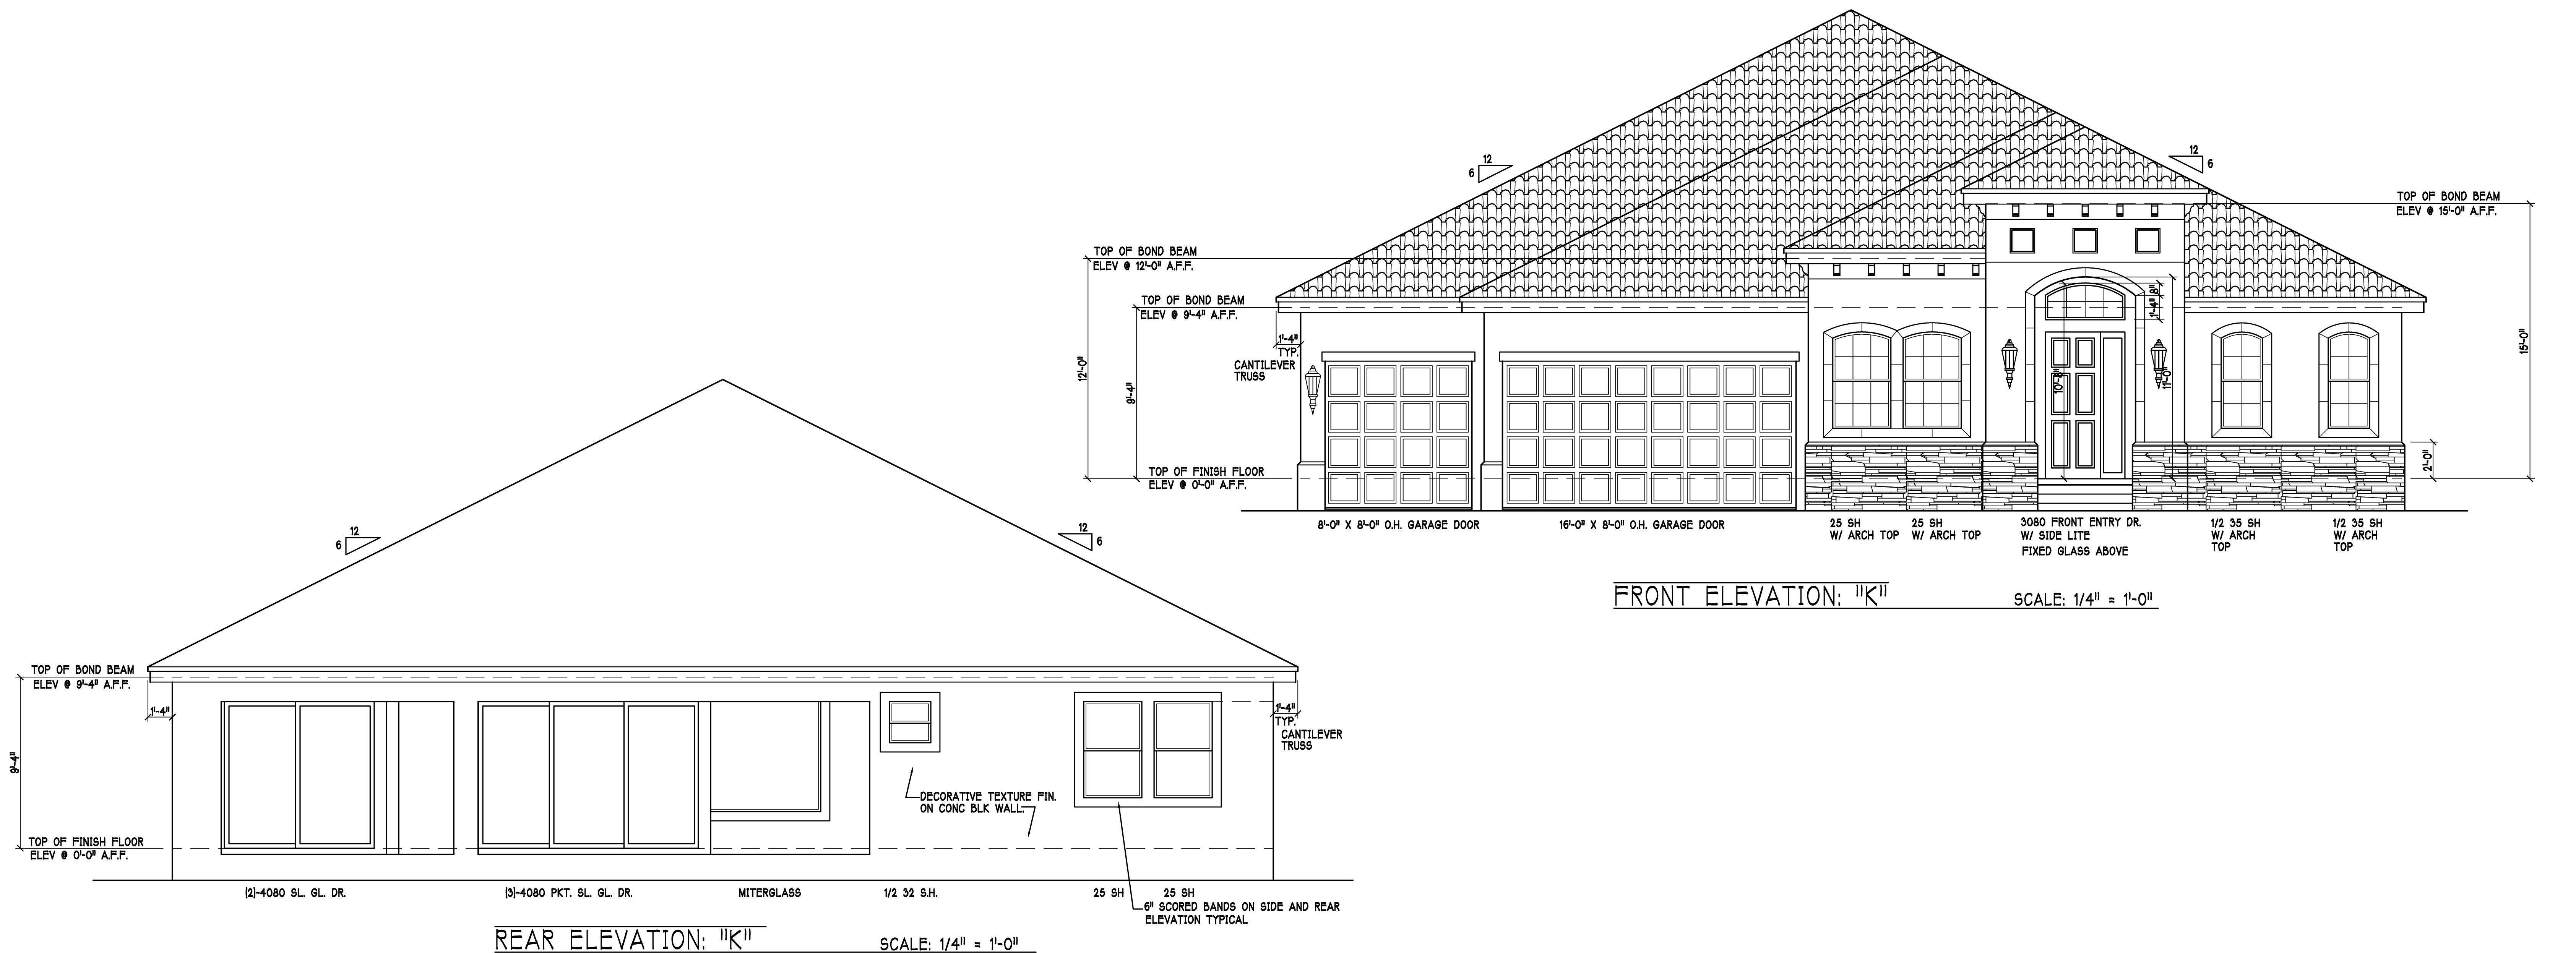 12
6
12
6
TOP OF BOND BEAM
ELEV @ 15'-0" A.F.F.
TOP OF BOND BEAM
ELEV @ 12'-0" A.F.F.
TOP OF BOND BEAM
ELEV @ 9'-4" A.F.F.
8"
1'-4"
1'-4"
TYP.
CANTILEVER
TRUSS
12'-0"
9'-4"
10'-8"
11'-0"
15'-0"
2'-0"
TOP OF FINISH FLOOR
ELEV @ 0'-0" A.F.F.
8'-0" X 8'-0" O.H. GARAGE DOOR
16'-0" X 8'-0" O.H. GARAGE DOOR
25 SH
W/ ARCH TOP
25 SH
W/ ARCH TOP
3080 FRONT ENTRY DR.
W/ SIDE LITE
FIXED GLASS ABOVE
1/2 35 SH
W/ ARCH
TOP
1/2 35 SH
W/ ARCH
TOP
FRONT ELEVATION: "K"
SCALE: 1/4" = 1'-0"
12
6
12
6
TOP OF BOND BEAM
ELEV @ 9'-4" A.F.F.
1'-4"
9'-4"
1'-4"
TYP.
CANTILEVER
TRUSS
DECORATIVE TEXTURE FIN.
ON CONC BLK WALL
TOP OF FINISH FLOOR
ELEV @ 0'-0" A.F.F.
(2)-4080 SL. GL. DR.
(3)-4080 PKT. SL. GL. DR.
MITERGLASS
1/2 32 S.H.
25 SH
25 SH
6" SCORED BANDS ON SIDE AND REAR
ELEVATION TYPICAL
REAR ELEVATION: "K"
SCALE: 1/4" = 1'-0"